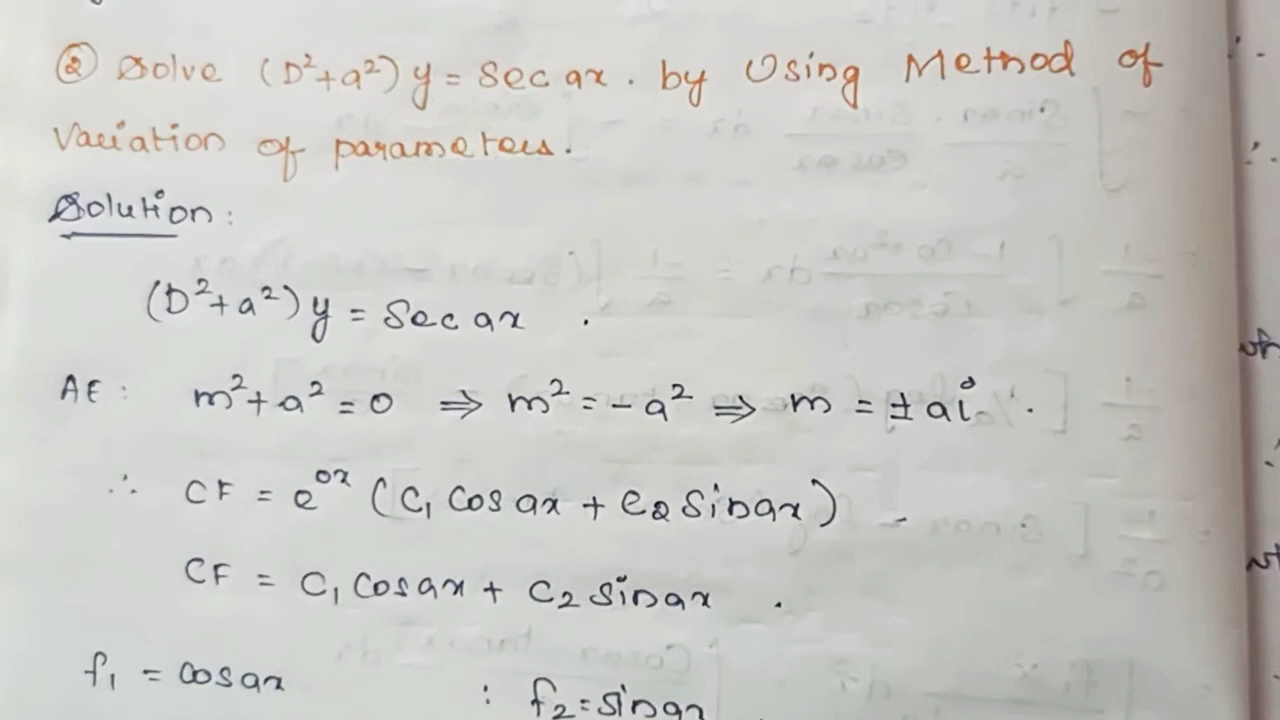 ② Solve (D²+a²) y = Sec ax . by Using Method of
Variation of parameters.
Solution :
(D²+a²) y = Sec ax .
AE : m²+a² = 0 ⇒ m² = -a² ⇒ m = ±ai .
∴ CF = e⁰ˣ (C₁ Cos ax + C₂ Sin ax)
CF = C₁ Cos ax + C₂ Sin ax .
f₁ = Cos ax : f₂ = Sin ax